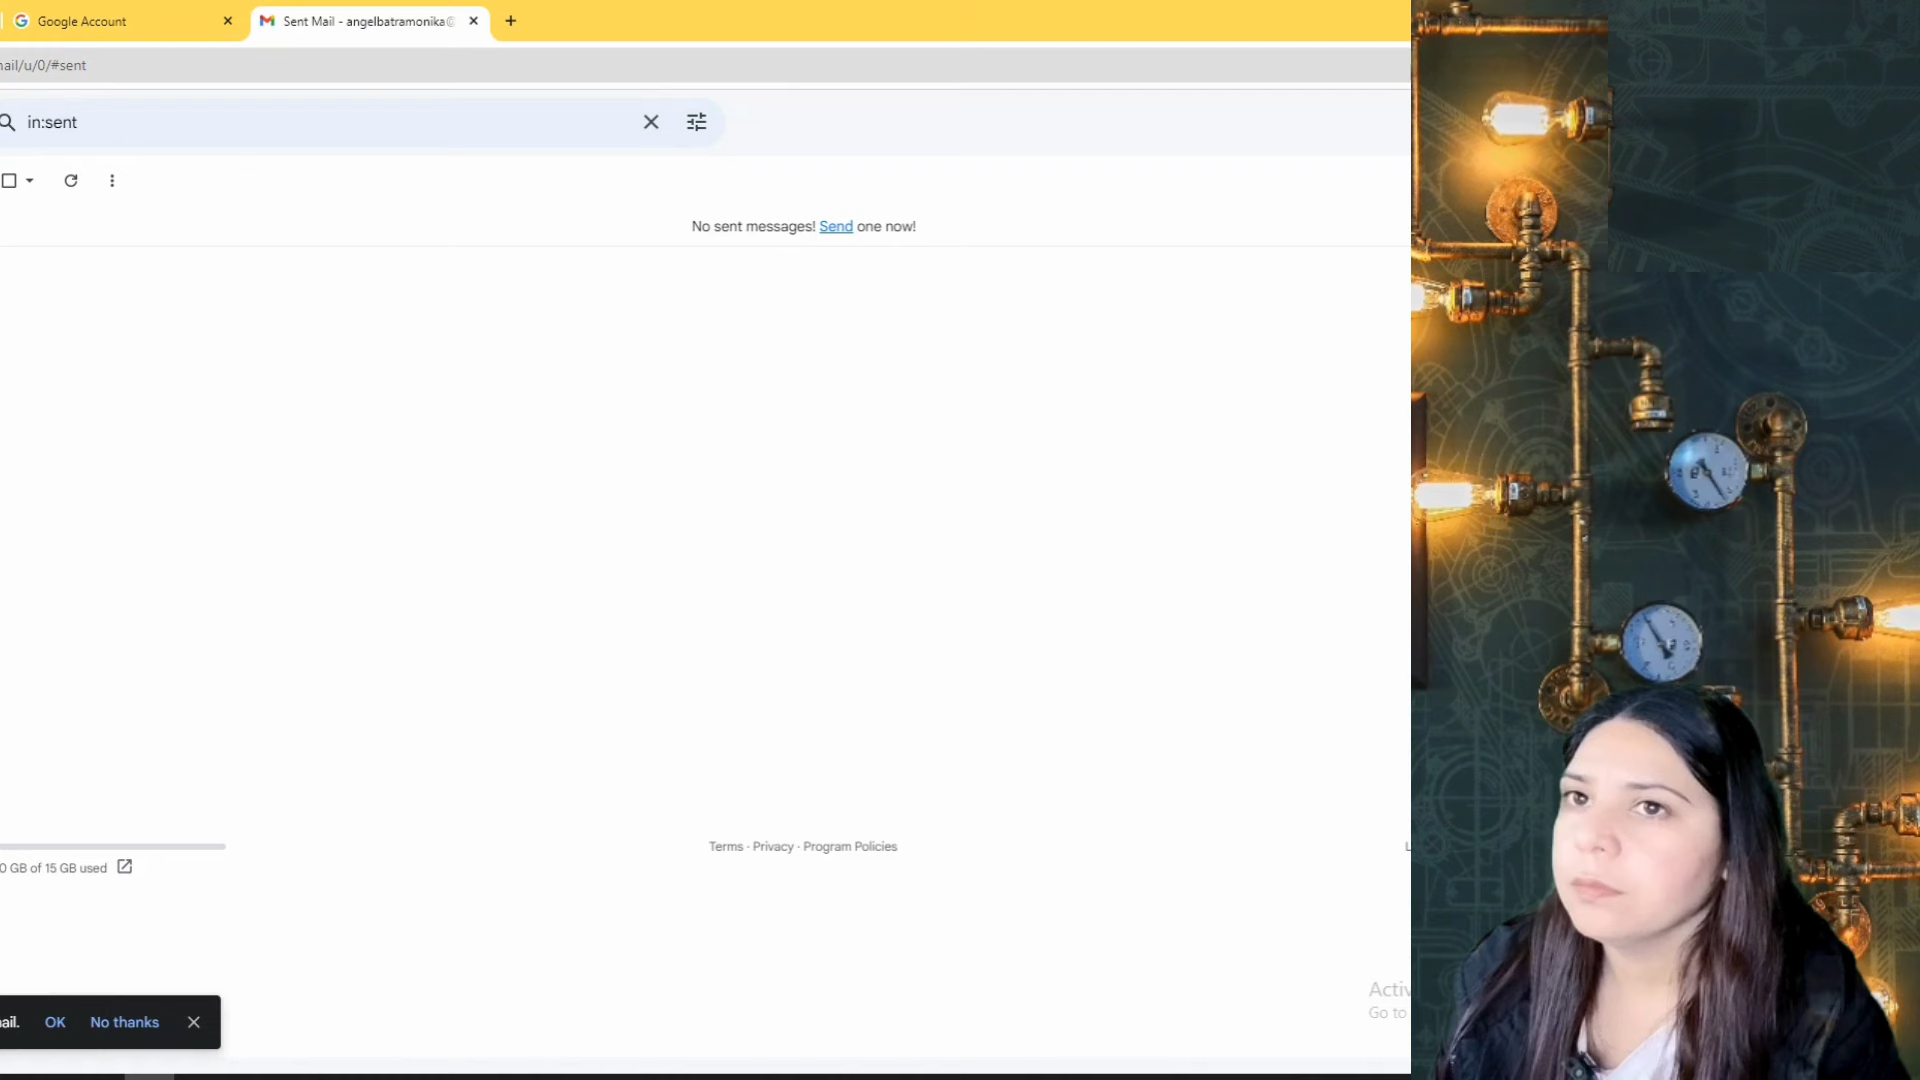 Google Account
Sent Mail - angelbatramonika@
ail/u/0/#sent
in:sent
No sent messages! Send one now!
0 GB of 15 GB used
Terms · Privacy · Program Policies
ail.
OK
No thanks
Activ
Go to